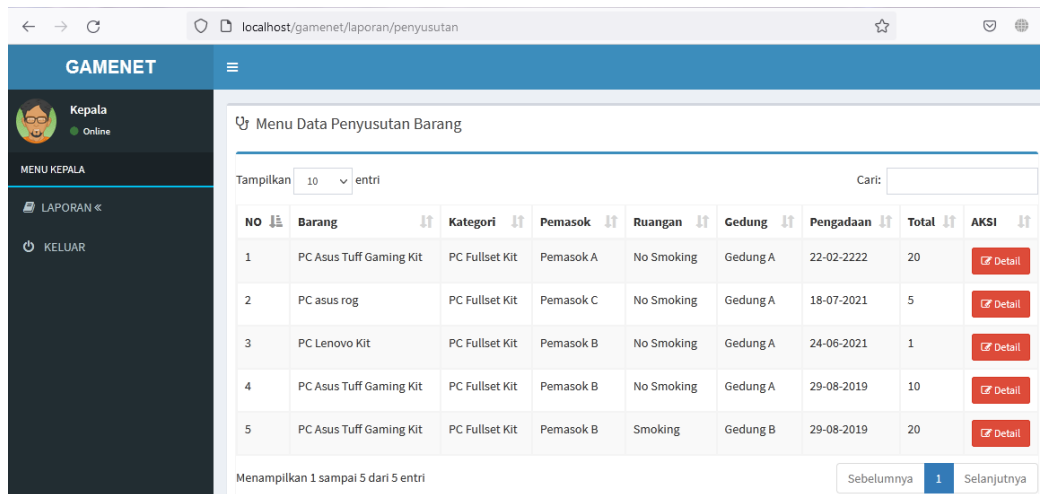 localhost/gamenet/laporan/penyusutan
GAMENET
Kepala
Online
MENU KEPALA
LAPORAN «
KELUAR
Menu Data Penyusutan Barang
Tampilkan 10 entri Cari:
NO Barang Kategori Pemasok Ruangan Gedung Pengadaan Total AKSI
1 PC Asus Tuff Gaming Kit PC Fullset Kit Pemasok A No Smoking Gedung A 22-02-2222 20 Detail
2 PC asus rog PC Fullset Kit Pemasok C No Smoking Gedung A 18-07-2021 5 Detail
3 PC Lenovo Kit PC Fullset Kit Pemasok B No Smoking Gedung A 24-06-2021 1 Detail
4 PC Asus Tuff Gaming Kit PC Fullset Kit Pemasok B No Smoking Gedung A 29-08-2019 10 Detail
5 PC Asus Tuff Gaming Kit PC Fullset Kit Pemasok B Smoking Gedung B 29-08-2019 20 Detail
Menampilkan 1 sampai 5 dari 5 entri Sebelumnya 1 Selanjutnya